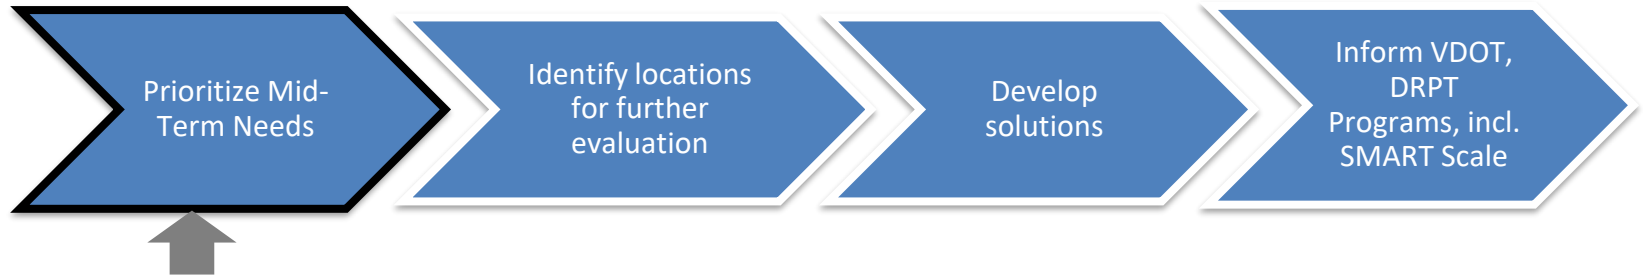 Prioritize Mid-
Term Needs
Identify locations
for further
evaluation
Develop
solutions
Inform VDOT,
DRPT
Programs, incl.
SMART Scale